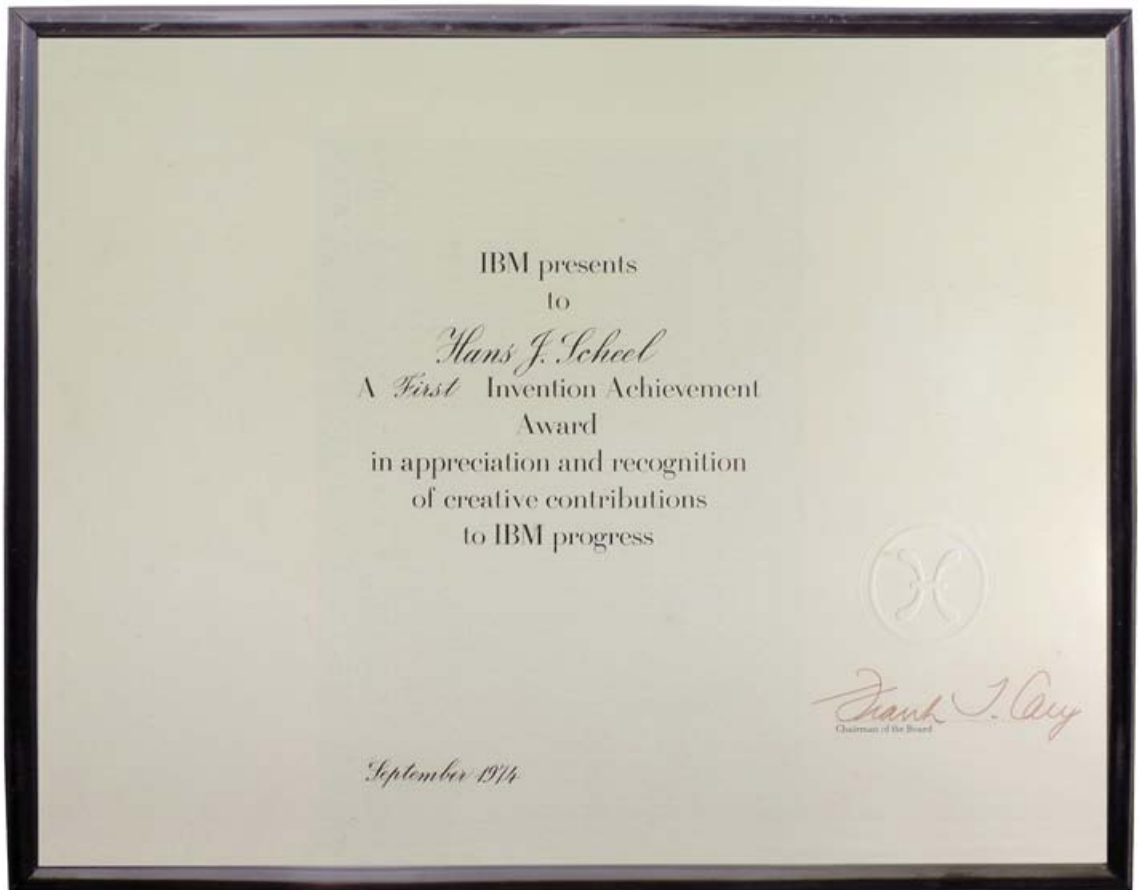 IBM presents
to
Hans J. Scheel
A First Invention Achievement
Award
in appreciation and recognition
of creative contributions
to IBM progress
Frank T. Cary
Chairman of the Board
September 1974